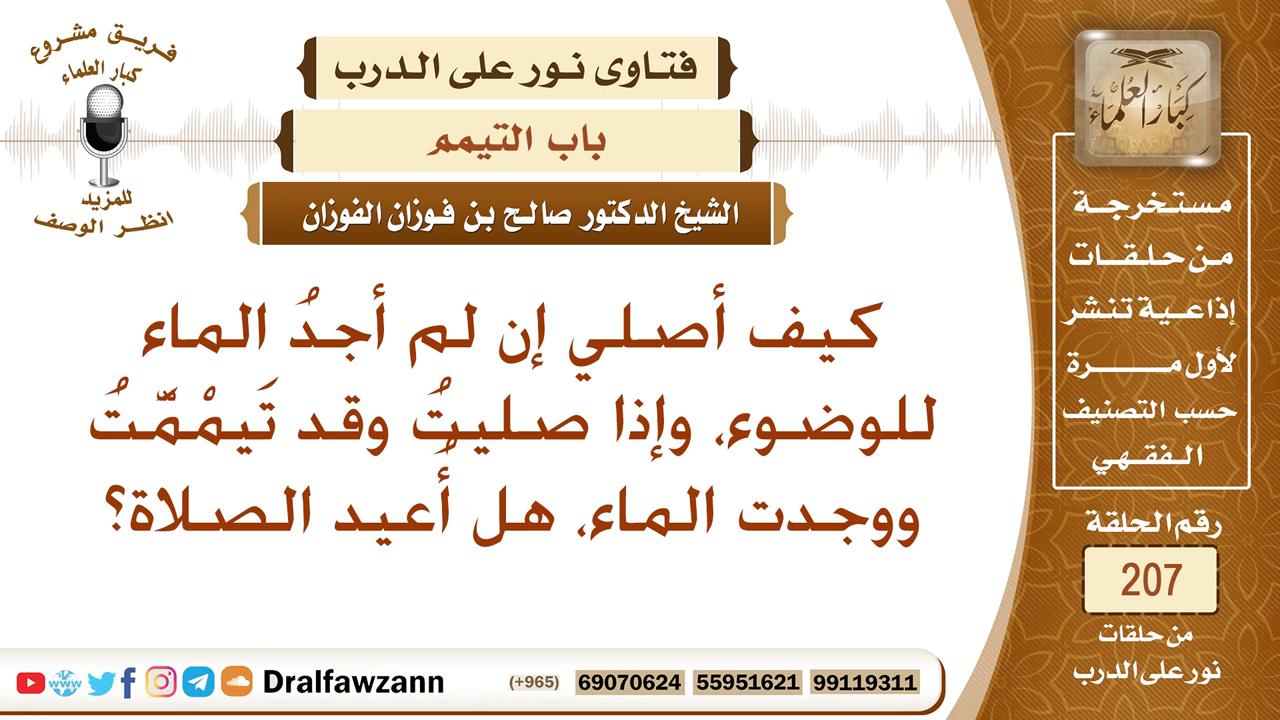 فريق مشروع
كبار العلماء
للمزيد
انظر الوصف
فتاوى نور على الدرب
باب التيمم
الشيخ الدكتور صالح بن فوزان الفوزان
كيف أصلي إن لم أجدُ الماء
للوضوء، وإذا صليتُ وقد تَيمْمّتُ
ووجدت الماء، هل أُعيد الصلاة؟
كبار العلماء
مستخرجة
من حلقات
إذاعية تنشر
لأول مرة
حسب التصنيف
الفقهي
رقم الحلقة
207
من حلقات
نور على الدرب
www
Dralfawzann
(+965) 69070624 55951621 99119311